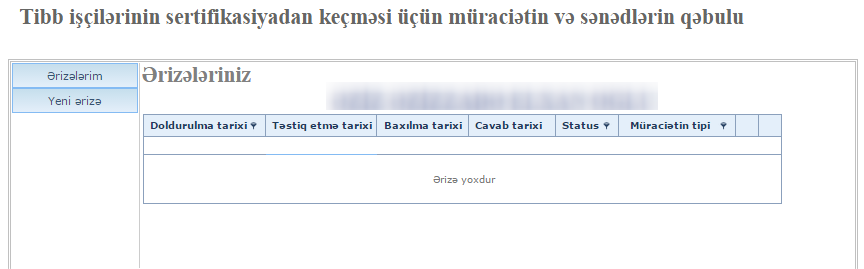 Tibb işçilərinin sertifikasiyadan keçməsi üçün müraciətin və sənədlərin qəbulu
Ərizələrim
Yeni ərizə
Ərizələriniz
Doldurulma tarixi Təstiq etmə tarixi Baxılma tarixi Cavab tarixi Status Müraciətin tipi
Ərizə yoxdur